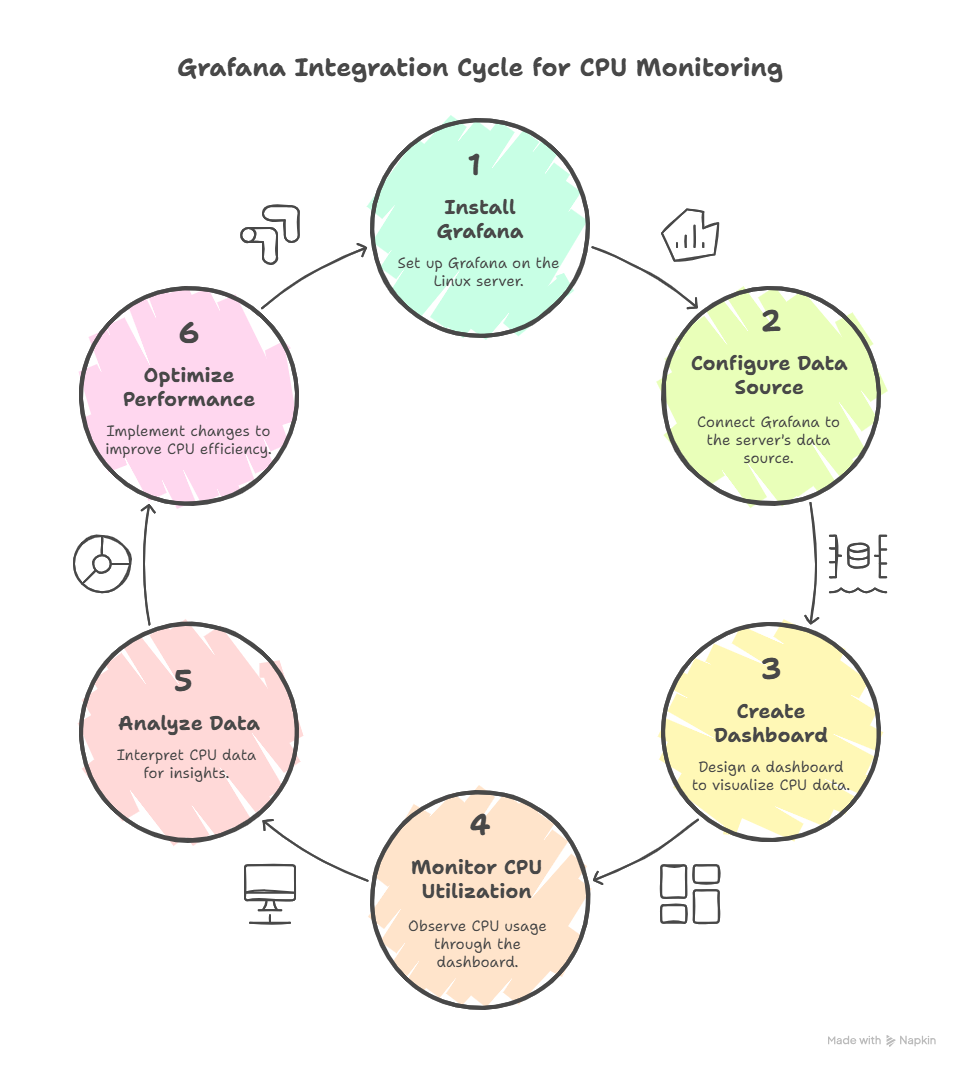 Grafana Integration Cycle for CPU Monitoring
1
Install
Grafana
Set up Grafana on the
Linux server.
2
Configure Data
Source
Connect Grafana to
the server's data
source.
3
Create
Dashboard
Design a dashboard
to visualize CPU data.
4
Monitor CPU
Utilization
Observe CPU usage
through the
dashboard.
5
Analyze Data
Interpret CPU data
for insights.
6
Optimize
Performance
Implement changes to
improve CPU efficiency.
Made with Napkin